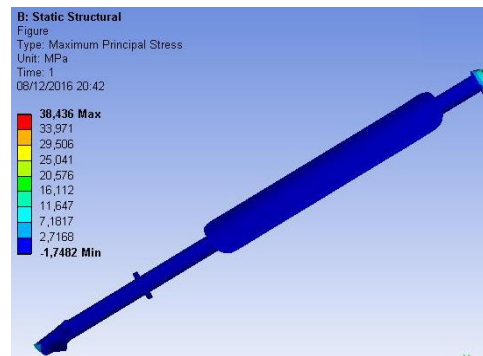 B: Static Structural
Figure
Type: Maximum Principal Stress
Unit: MPa
Time: 1
08/12/2016 20:42
38,436 Max
33,971
29,506
25,041
20,576
16,112
11,647
7,1817
2,7168
-1,7482 Min